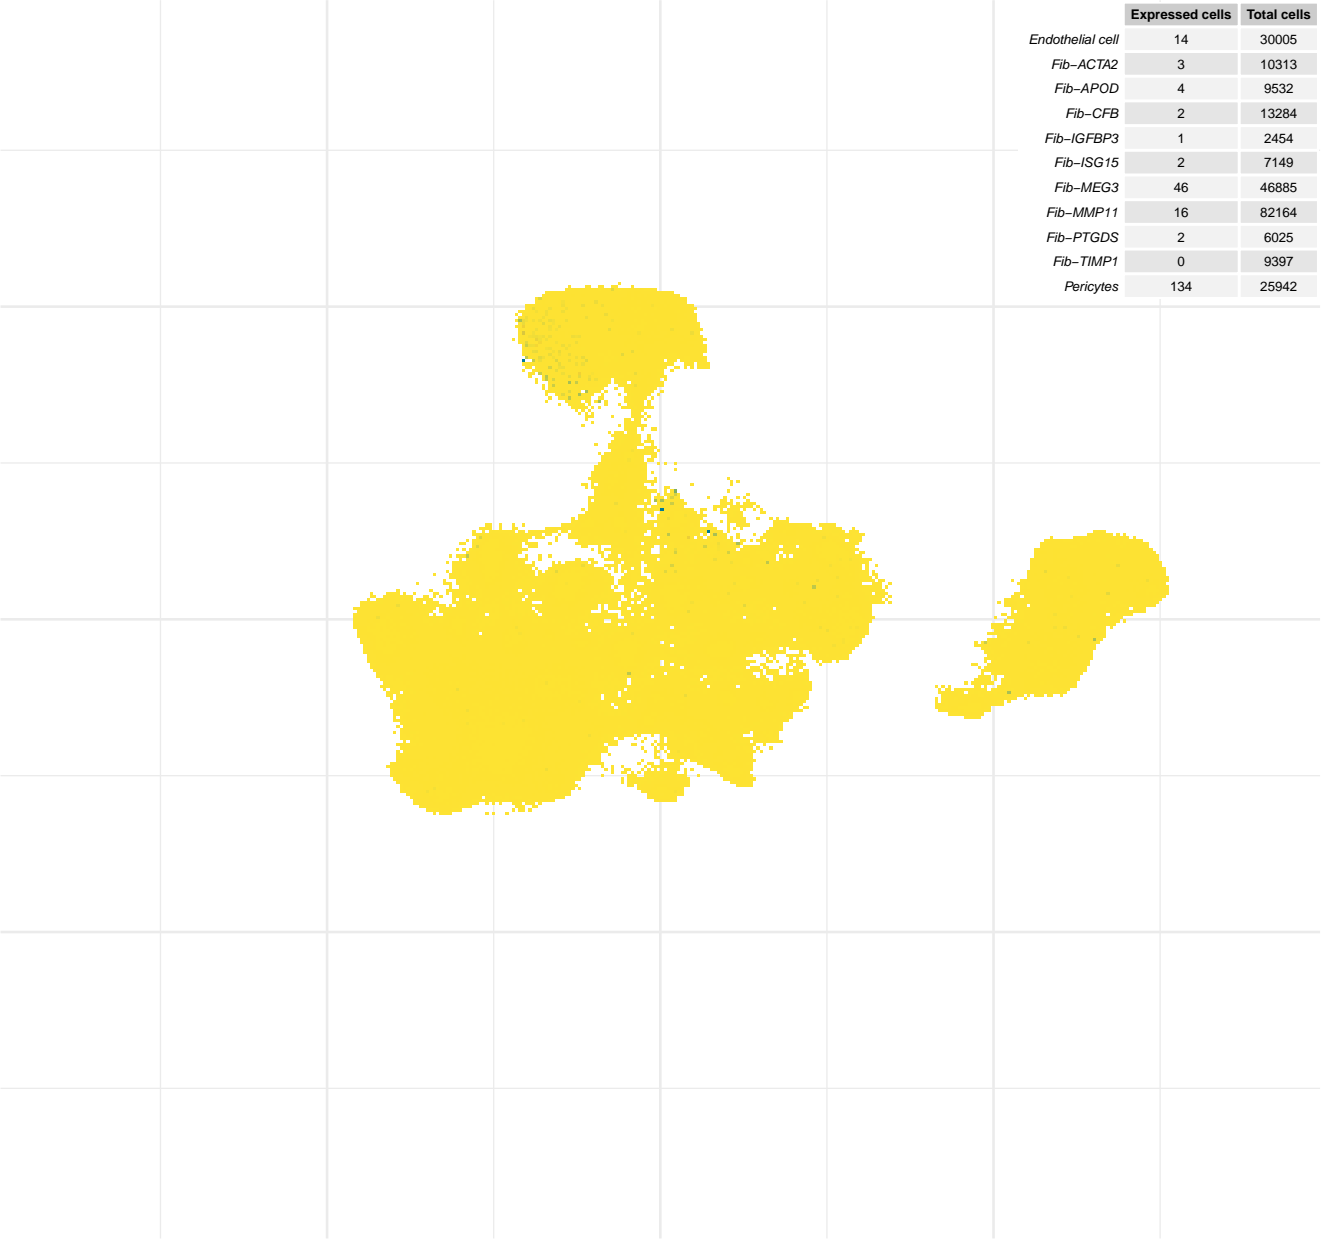 Expressed cells Total cells
Endothelial cell 14 30005
Fib−ACTA2 3 10313
Fib−APOD 4 9532
Fib−CFB 2 13284
Fib−IGFBP3 1 2454
Fib−ISG15 2 7149
Fib−MEG3 46 46885
Fib−MMP11 16 82164
Fib−PTGDS 2 6025
Fib−TIMP1 0 9397
Pericytes 134 25942